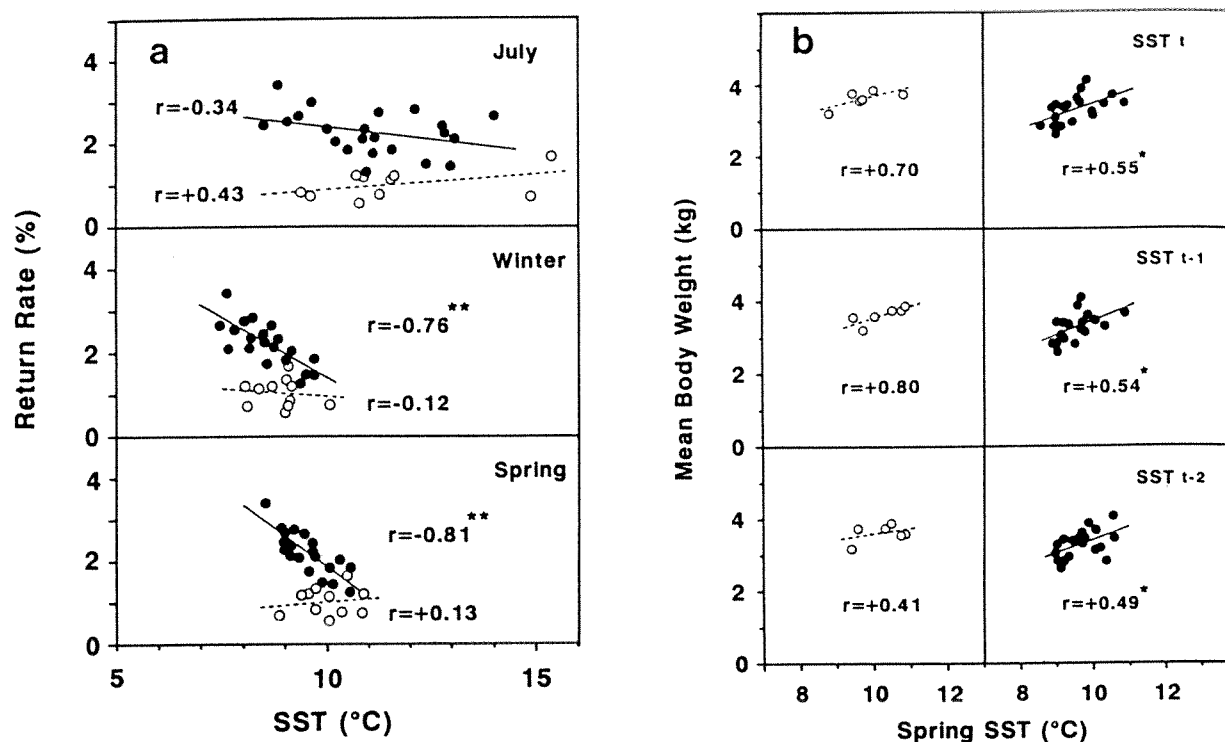 a
July
r=-0.34
r=+0.43
4
2
0
Winter
r=-0.76**
r=-0.12
4
2
0
Spring
r=-0.81**
r=+0.13
4
2
0
5
10
15
Return Rate (%)
SST (°C)
b
SST t
r=+0.70
r=+0.55*
4
2
0
SST t-1
r=+0.80
r=+0.54*
4
2
0
SST t-2
r=+0.41
r=+0.49*
4
2
0
8
10
12
8
10
12
Mean Body Weight (kg)
Spring SST (°C)